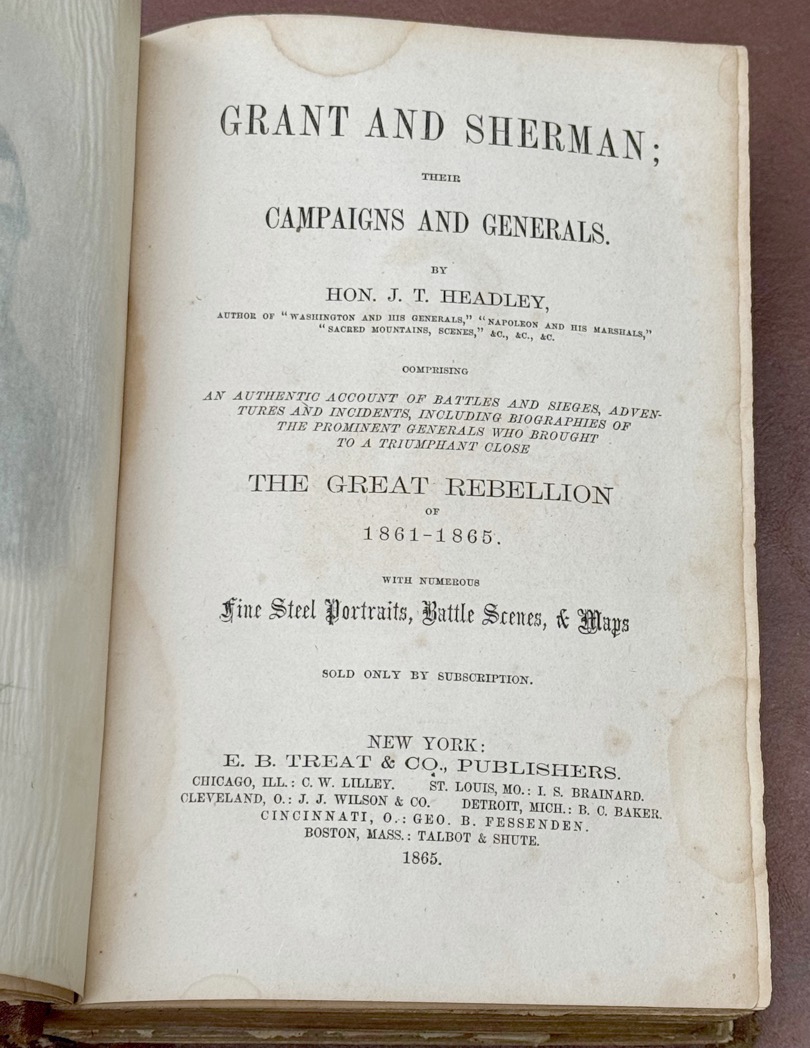 GRANT AND SHERMAN;
THEIR
CAMPAIGNS AND GENERALS.
BY
HON. J. T. HEADLEY,
AUTHOR OF "WASHINGTON AND HIS GENERALS," "NAPOLEON AND HIS MARSHALS,"
"SACRED MOUNTAINS, SCENES," &C., &C., &C.
COMPRISING
AN AUTHENTIC ACCOUNT OF BATTLES AND SIEGES, ADVEN-
TURES AND INCIDENTS, INCLUDING BIOGRAPHIES OF
THE PROMINENT GENERALS WHO BROUGHT
TO A TRIUMPHANT CLOSE
THE GREAT REBELLION
OF
1861-1865.
WITH NUMEROUS
Fine Steel Portraits, Battle Scenes, & Maps
SOLD ONLY BY SUBSCRIPTION.
NEW YORK:
E. B. TREAT & CO., PUBLISHERS.
CHICAGO, ILL.: C. W. LILLEY. ST. LOUIS, MO.: I. S. BRAINARD.
CLEVELAND, O.: J. J. WILSON & CO. DETROIT, MICH.: B. C. BAKER.
CINCINNATI, O.: GEO. B. FESSENDEN.
BOSTON, MASS.: TALBOT & SHUTE.
1865.